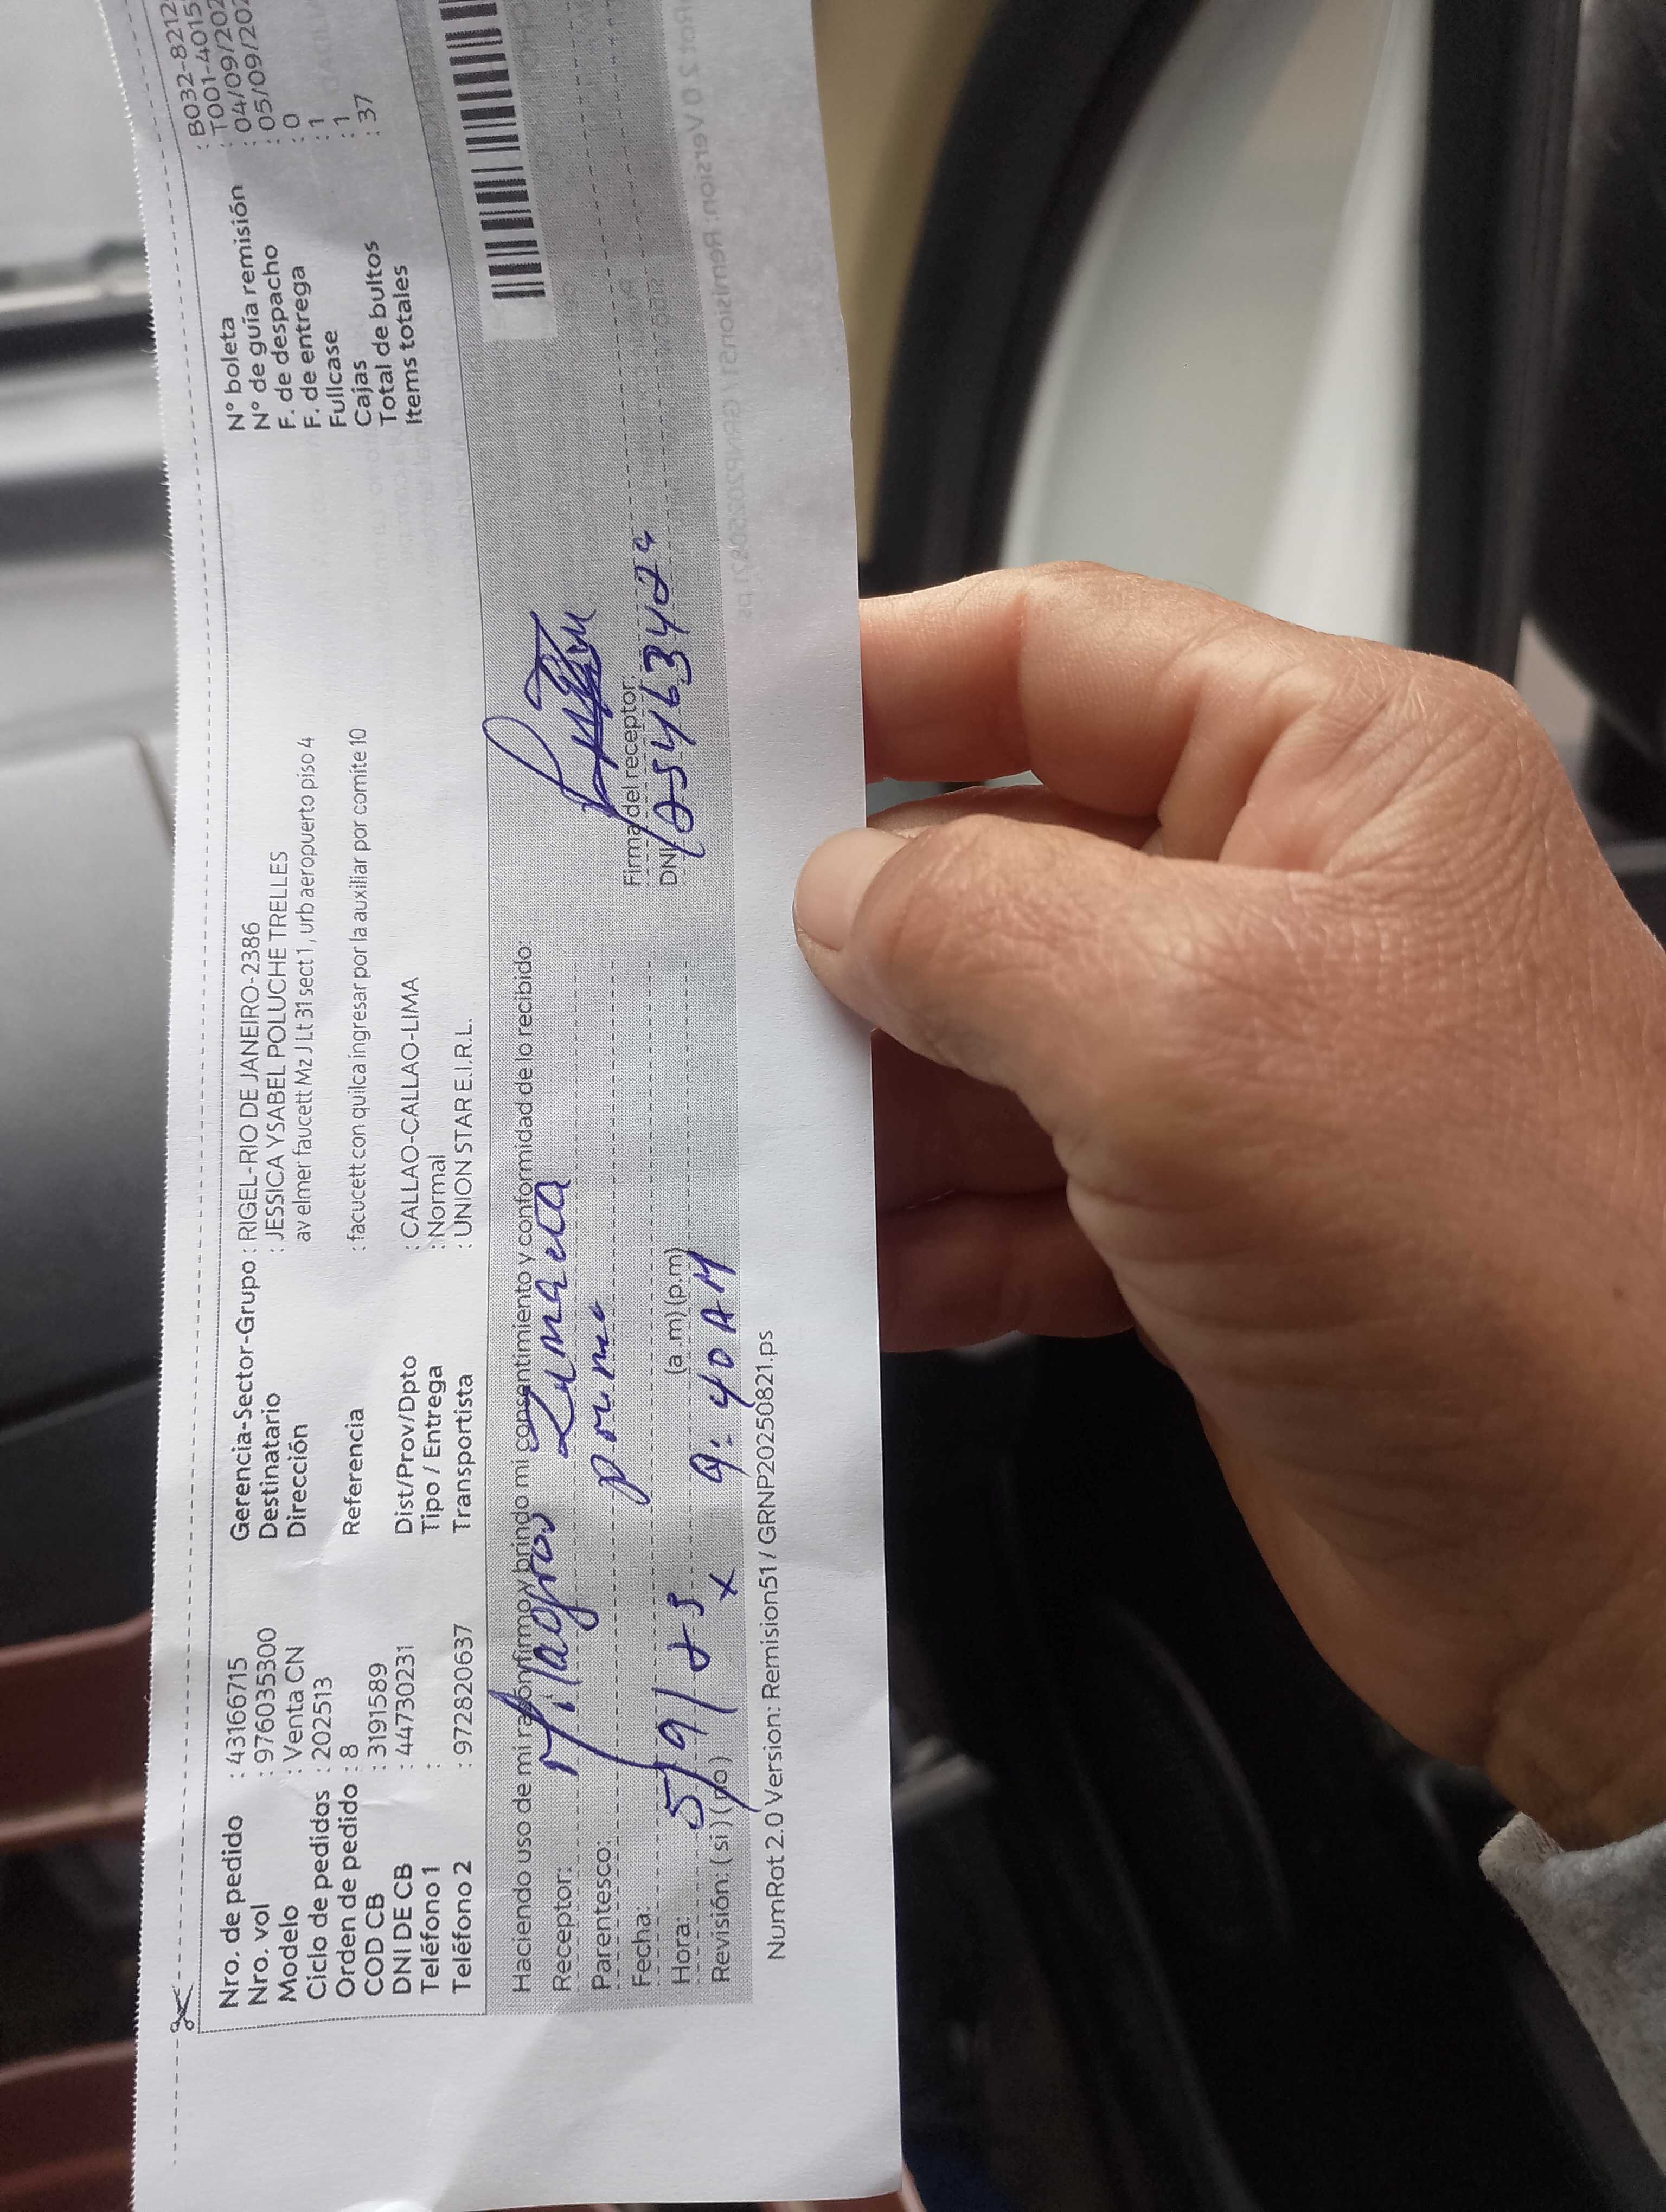 Nro. de pedido : 43166715
Nro. vol : 976035300
Modelo : Venta CN
Ciclo de pedidos : 202513
Orden de pedido : 8
COD CB : 3191589
DNI DE CB : 44730231
Teléfono 1 :
Teléfono 2 : 972820637
Gerencia-Sector-Grupo : RIGEL-RIO DE JANEIRO-2386
Destinatario : JESSICA YSABEL POLUCHE TRELLES
Dirección av elmer faucett Mz J Lt 31 sect 1, urb aeropuerto piso 4
Referencia : facucett con quilca ingresar por la auxiliar por comite 10
Dist/Prov/Dpto : CALLAO-CALLAO-LIMA
Tipo / Entrega : Normal
Transportista : UNION STAR E.I.R.L.
N° boleta : B032-8212
N° de guía remisión : T001-4015
F. de despacho : 04/09/202
F. de entrega : 05/09/202
Fullcase : 0
Cajas : 1
Total de bultos : 1
Items totales : 37
Haciendo uso de mi razón firmo y brindo mi consentimiento y conformidad de lo recibido:
Receptor: Milagros
Parentesco:
Fecha: 5/9/25
Hora: (a.m)(p.m) 9:40 AM
Revisión: (si) (no) x
Firma del receptor:
DNI:
NumRot 2.0 Version: Remision51 / GRNP20250821.ps